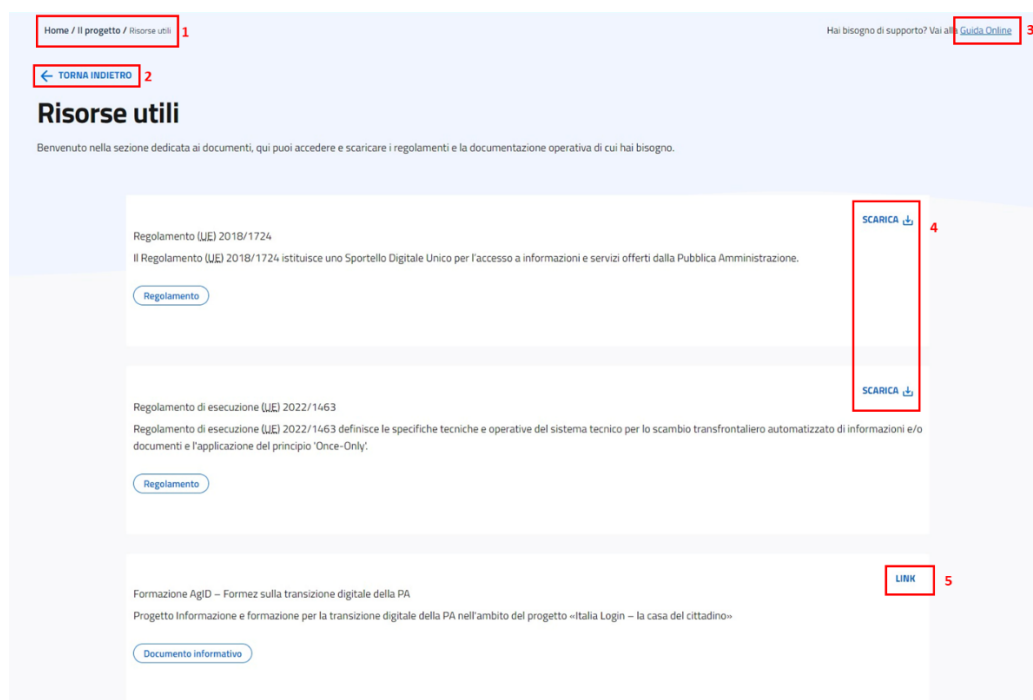 Home / Il progetto / Risorse utili 1
Hai bisogno di supporto? Vai alla Guida Online 3
← TORNA INDIETRO 2
Risorse utili
Benvenuto nella sezione dedicata ai documenti, qui puoi accedere e scaricare i regolamenti e la documentazione operativa di cui hai bisogno.
SCARICA 4
Regolamento (UE) 2018/1724
Il Regolamento (UE) 2018/1724 istituisce uno Sportello Digitale Unico per l'accesso a informazioni e servizi offerti dalla Pubblica Amministrazione.
Regolamento
SCARICA
Regolamento di esecuzione (UE) 2022/1463
Regolamento di esecuzione (UE) 2022/1463 definisce le specifiche tecniche e operative del sistema tecnico per lo scambio transfrontaliero automatizzato di informazioni e/o
documenti e l'applicazione del principio 'Once-Only'.
Regolamento
LINK 5
Formazione AgID – Formez sulla transizione digitale della PA
Progetto Informazione e formazione per la transizione digitale della PA nell'ambito del progetto «Italia Login – la casa del cittadino»
Documento informativo